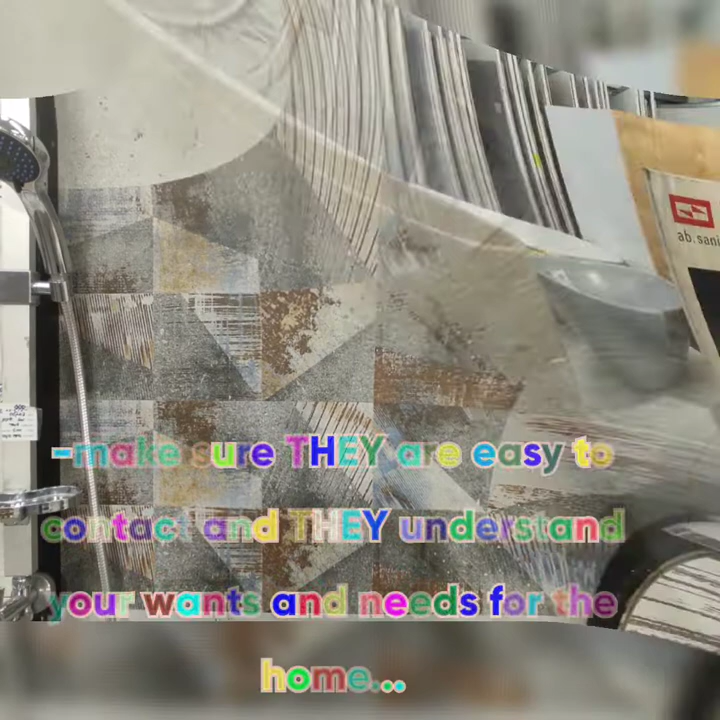 ab.sani
-make sure THEY are easy to
contact and THEY understand
your wants and needs for the
home...